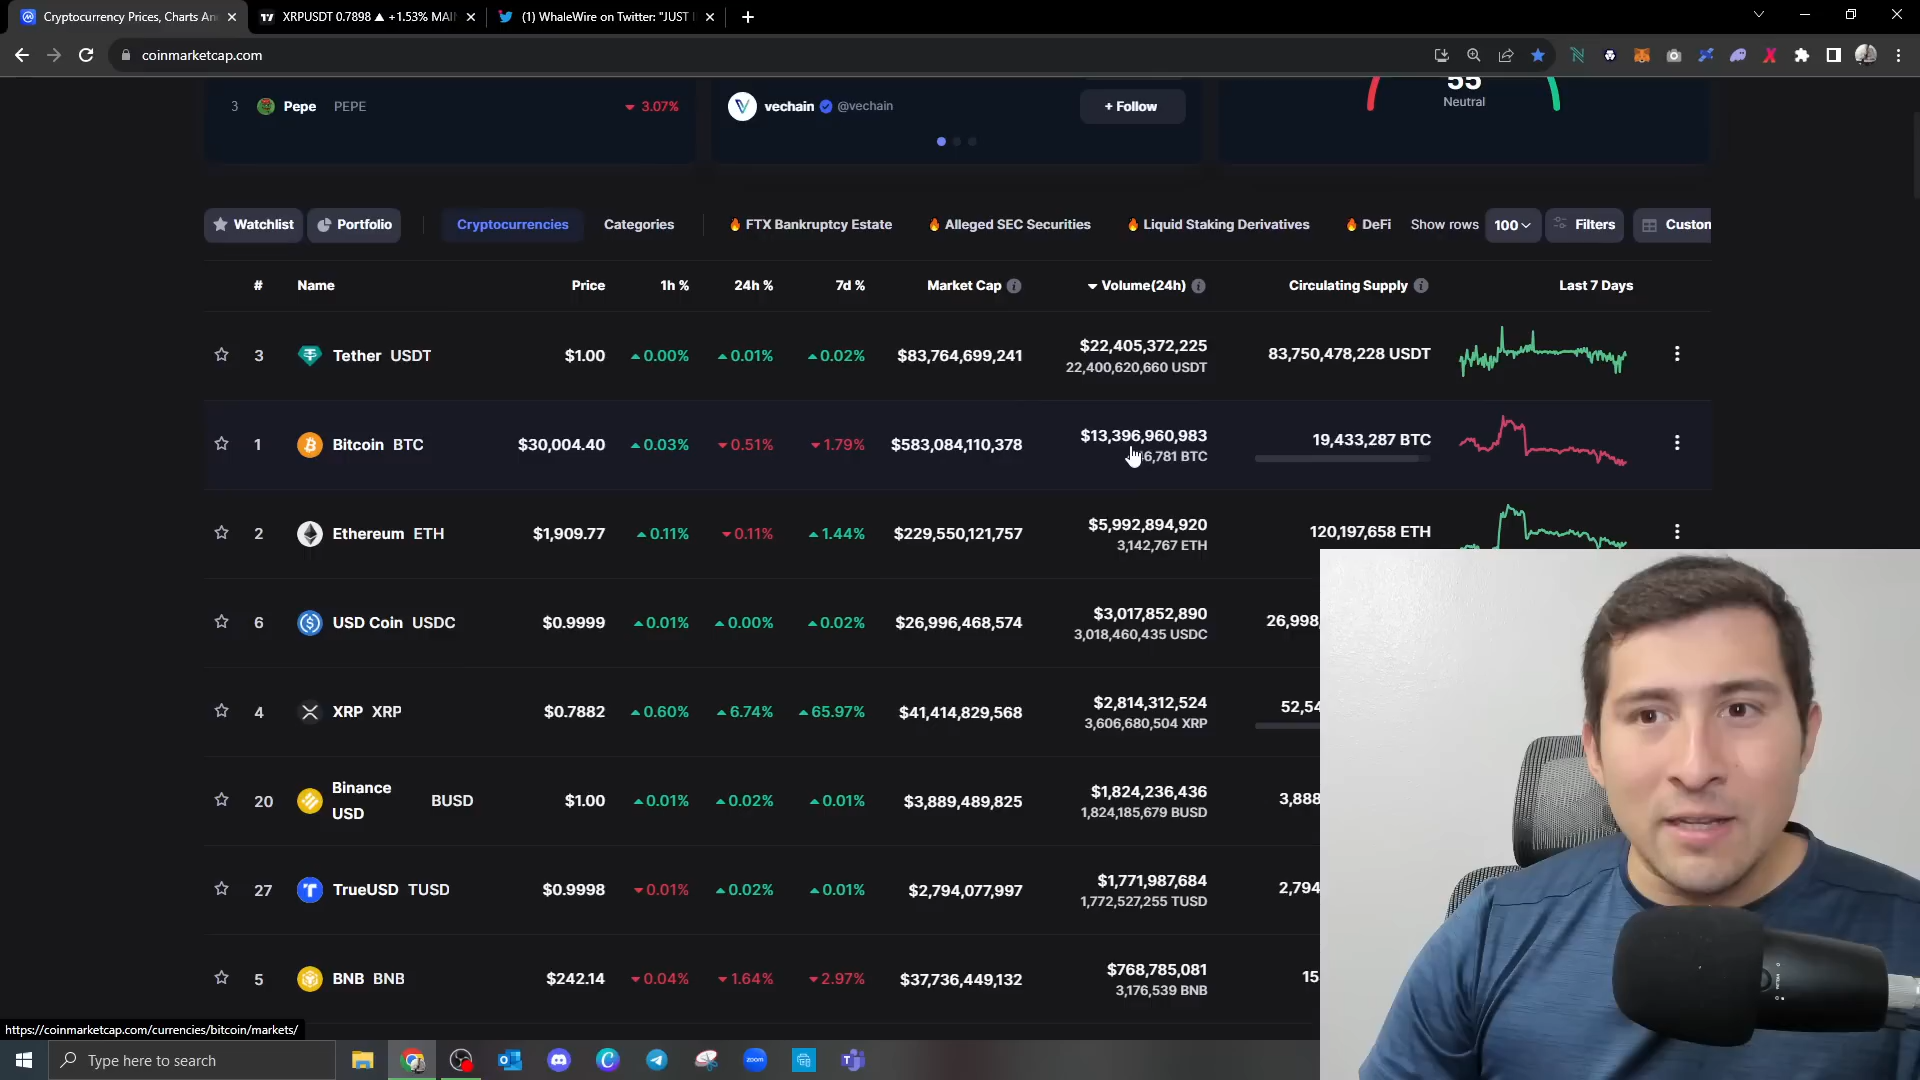 Cryptocurrency Prices, Charts An
XRPUSDT 0.7898 ▲ +1.53%
(1) WhaleWire on Twitter: "JUST
coinmarketcap.com
3 Pepe PEPE 3.07%
vechain @vechain + Follow
55
Neutral
Watchlist Portfolio Cryptocurrencies Categories FTX Bankruptcy Estate Alleged SEC Securities Liquid Staking Derivatives DeFi Show rows 100 Filters Custom
# Name Price 1h % 24h % 7d % Market Cap Volume(24h) Circulating Supply Last 7 Days
3 Tether USDT $1.00 0.00% 0.01% 0.02% $83,764,699,241 $22,405,372,225 83,750,478,228 USDT
22,400,620,660 USDT
1 Bitcoin BTC $30,004.40 0.03% 0.51% 1.79% $583,084,110,378 $13,396,960,983 19,433,287 BTC
6,781 BTC
2 Ethereum ETH $1,909.77 0.11% 0.11% 1.44% $229,550,121,757 $5,992,894,920 120,197,658 ETH
3,142,767 ETH
6 USD Coin USDC $0.9999 0.01% 0.00% 0.02% $26,996,468,574 $3,017,852,890 26,998,
3,018,460,435 USDC
4 XRP XRP $0.7882 0.60% 6.74% 65.97% $41,414,829,568 $2,814,312,524 52,54
3,606,680,504 XRP
20 Binance USD BUSD $1.00 0.01% 0.02% 0.01% $3,889,489,825 $1,824,236,436 3,888
1,824,185,679 BUSD
27 TrueUSD TUSD $0.9998 0.01% 0.02% 0.01% $2,794,077,997 $1,771,987,684 2,794
1,772,527,255 TUSD
5 BNB BNB $242.14 0.04% 1.64% 2.97% $37,736,449,132 $768,785,081 15
3,176,539 BNB
https://coinmarketcap.com/currencies/bitcoin/markets/
Type here to search
zoom